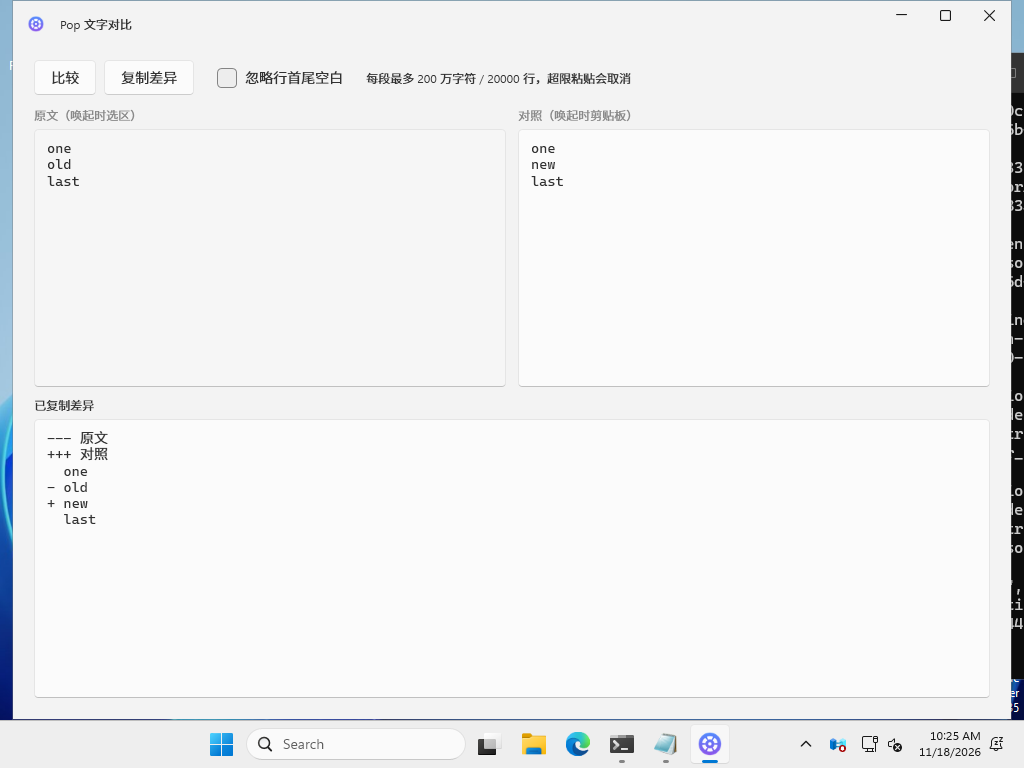 Pop 文字对比
比较
复制差异
忽略行首尾空白
每段最多 200 万字符 / 20000 行，超限粘贴会取消
原文（唤起时选区）
one
old
last
对照（唤起时剪贴板）
one
new
last
已复制差异
--- 原文
+++ 对照
  one
- old
+ new
  last
Search
10:25 AM
11/18/2026